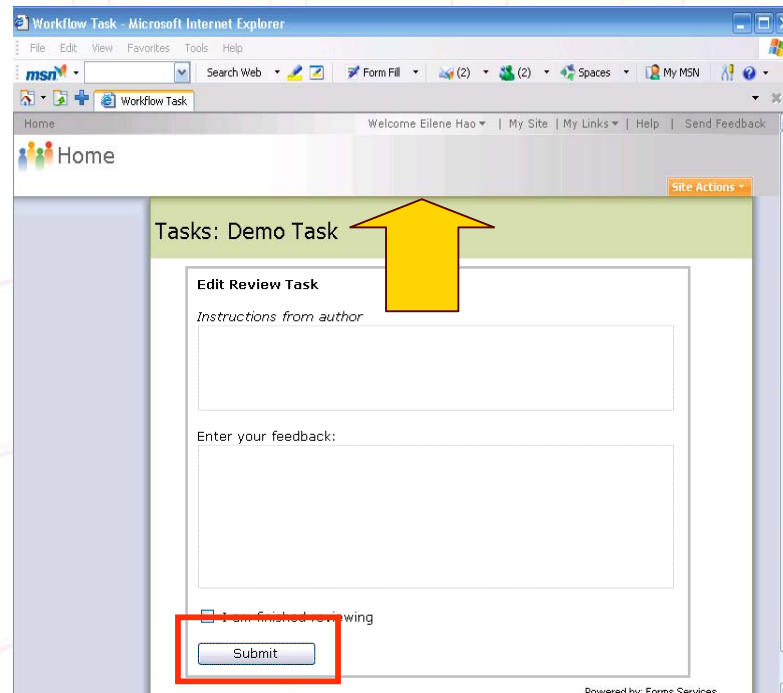 Workflow Task - Microsoft Internet Explorer
File Edit View Favorites Tools Help
msn Search Web Form Fill (2) (2) Spaces My MSN
Workflow Task
Home Welcome Eilene Hao | My Site | My Links | Help | Send Feedback
Home
Site Actions
Tasks: Demo Task
Edit Review Task
Instructions from author
Enter your feedback:
I am finished reviewing
Submit
Powered by: Forms Services